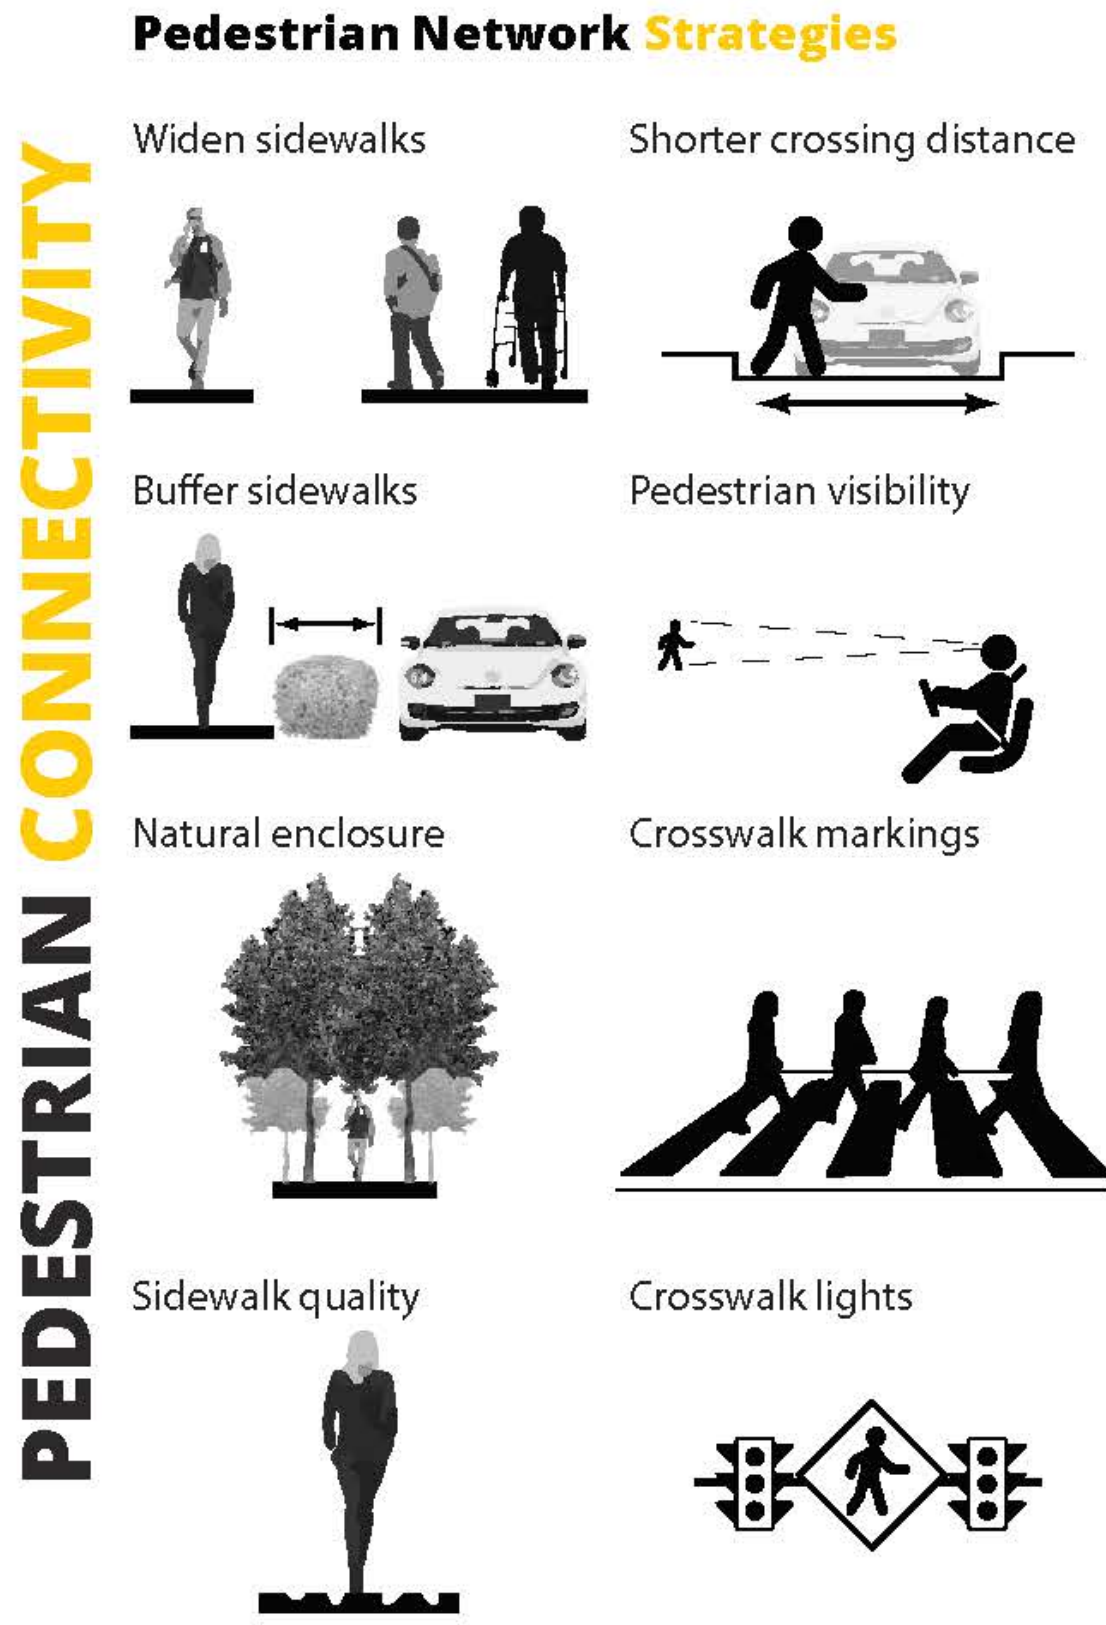 Pedestrian Network Strategies
PEDESTRIAN CONNECTIVITY
Widen sidewalks
Shorter crossing distance
Buffer sidewalks
Pedestrian visibility
Natural enclosure
Crosswalk markings
Sidewalk quality
Crosswalk lights